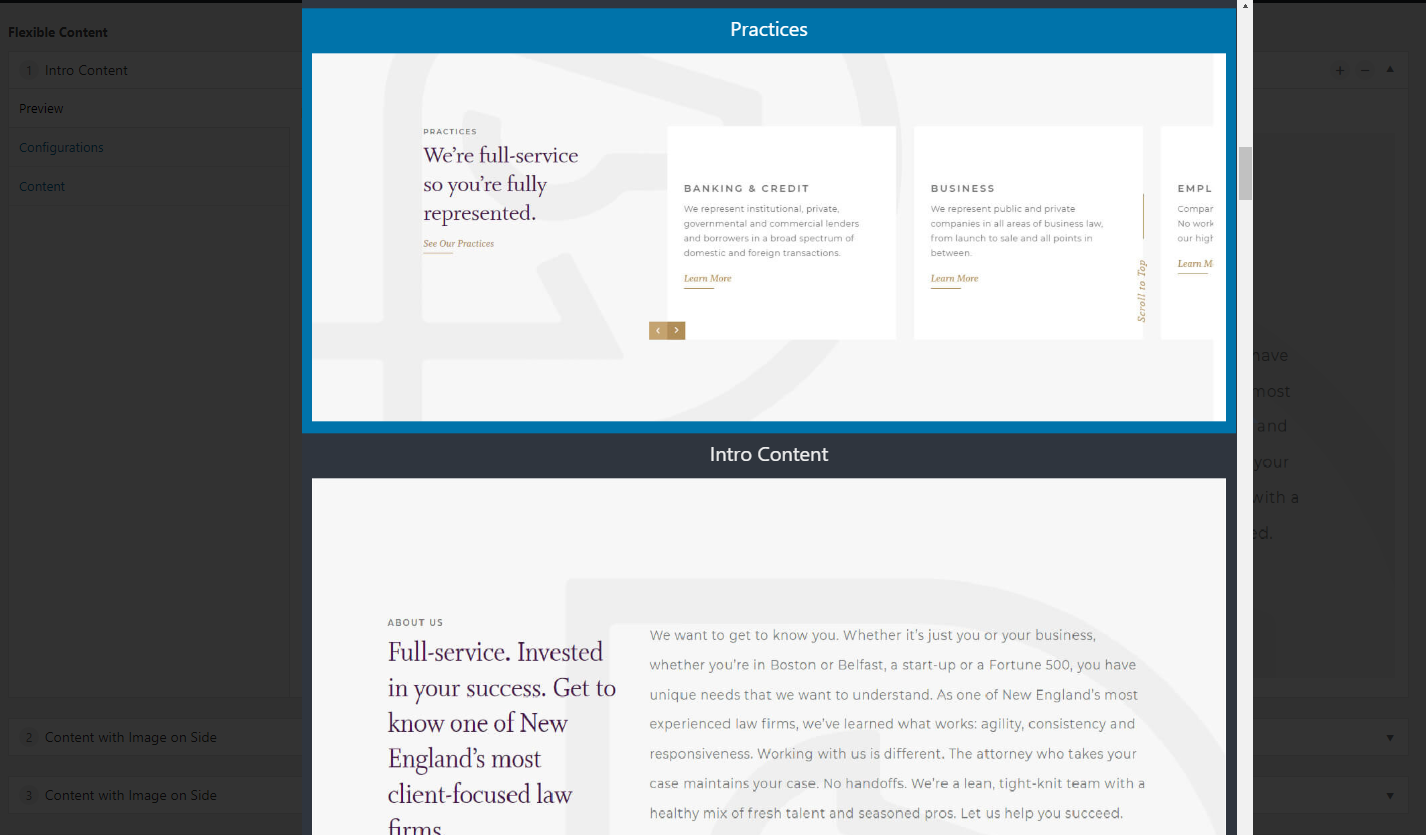 Flexible Content
1 Intro Content
Preview
Configurations
Content
2 Content with Image on Side
3 Content with Image on Side
Practices
PRACTICES
We’re full-service
so you’re fully
represented.
See Our Practices
BANKING & CREDIT
We represent institutional, private,
governmental and commercial lenders
and borrowers in a broad spectrum of
domestic and foreign transactions.
Learn More
BUSINESS
We represent public and private
companies in all areas of business law,
from launch to sale and all points in
between.
Learn More
Scroll to Top
EMPL
Compar
No work
our high
Learn M
Intro Content
ABOUT US
Full-service. Invested
in your success. Get to
know one of New
England’s most
client-focused law
firms.
We want to get to know you. Whether it’s just you or your business,
whether you’re in Boston or Belfast, a start-up or a Fortune 500, you have
unique needs that we want to understand. As one of New England’s most
experienced law firms, we’ve learned what works: agility, consistency and
responsiveness. Working with us is different. The attorney who takes your
case maintains your case. No handoffs. We’re a lean, tight-knit team with a
healthy mix of fresh talent and seasoned pros. Let us help you succeed.
have
most
and
your
with a
ed.